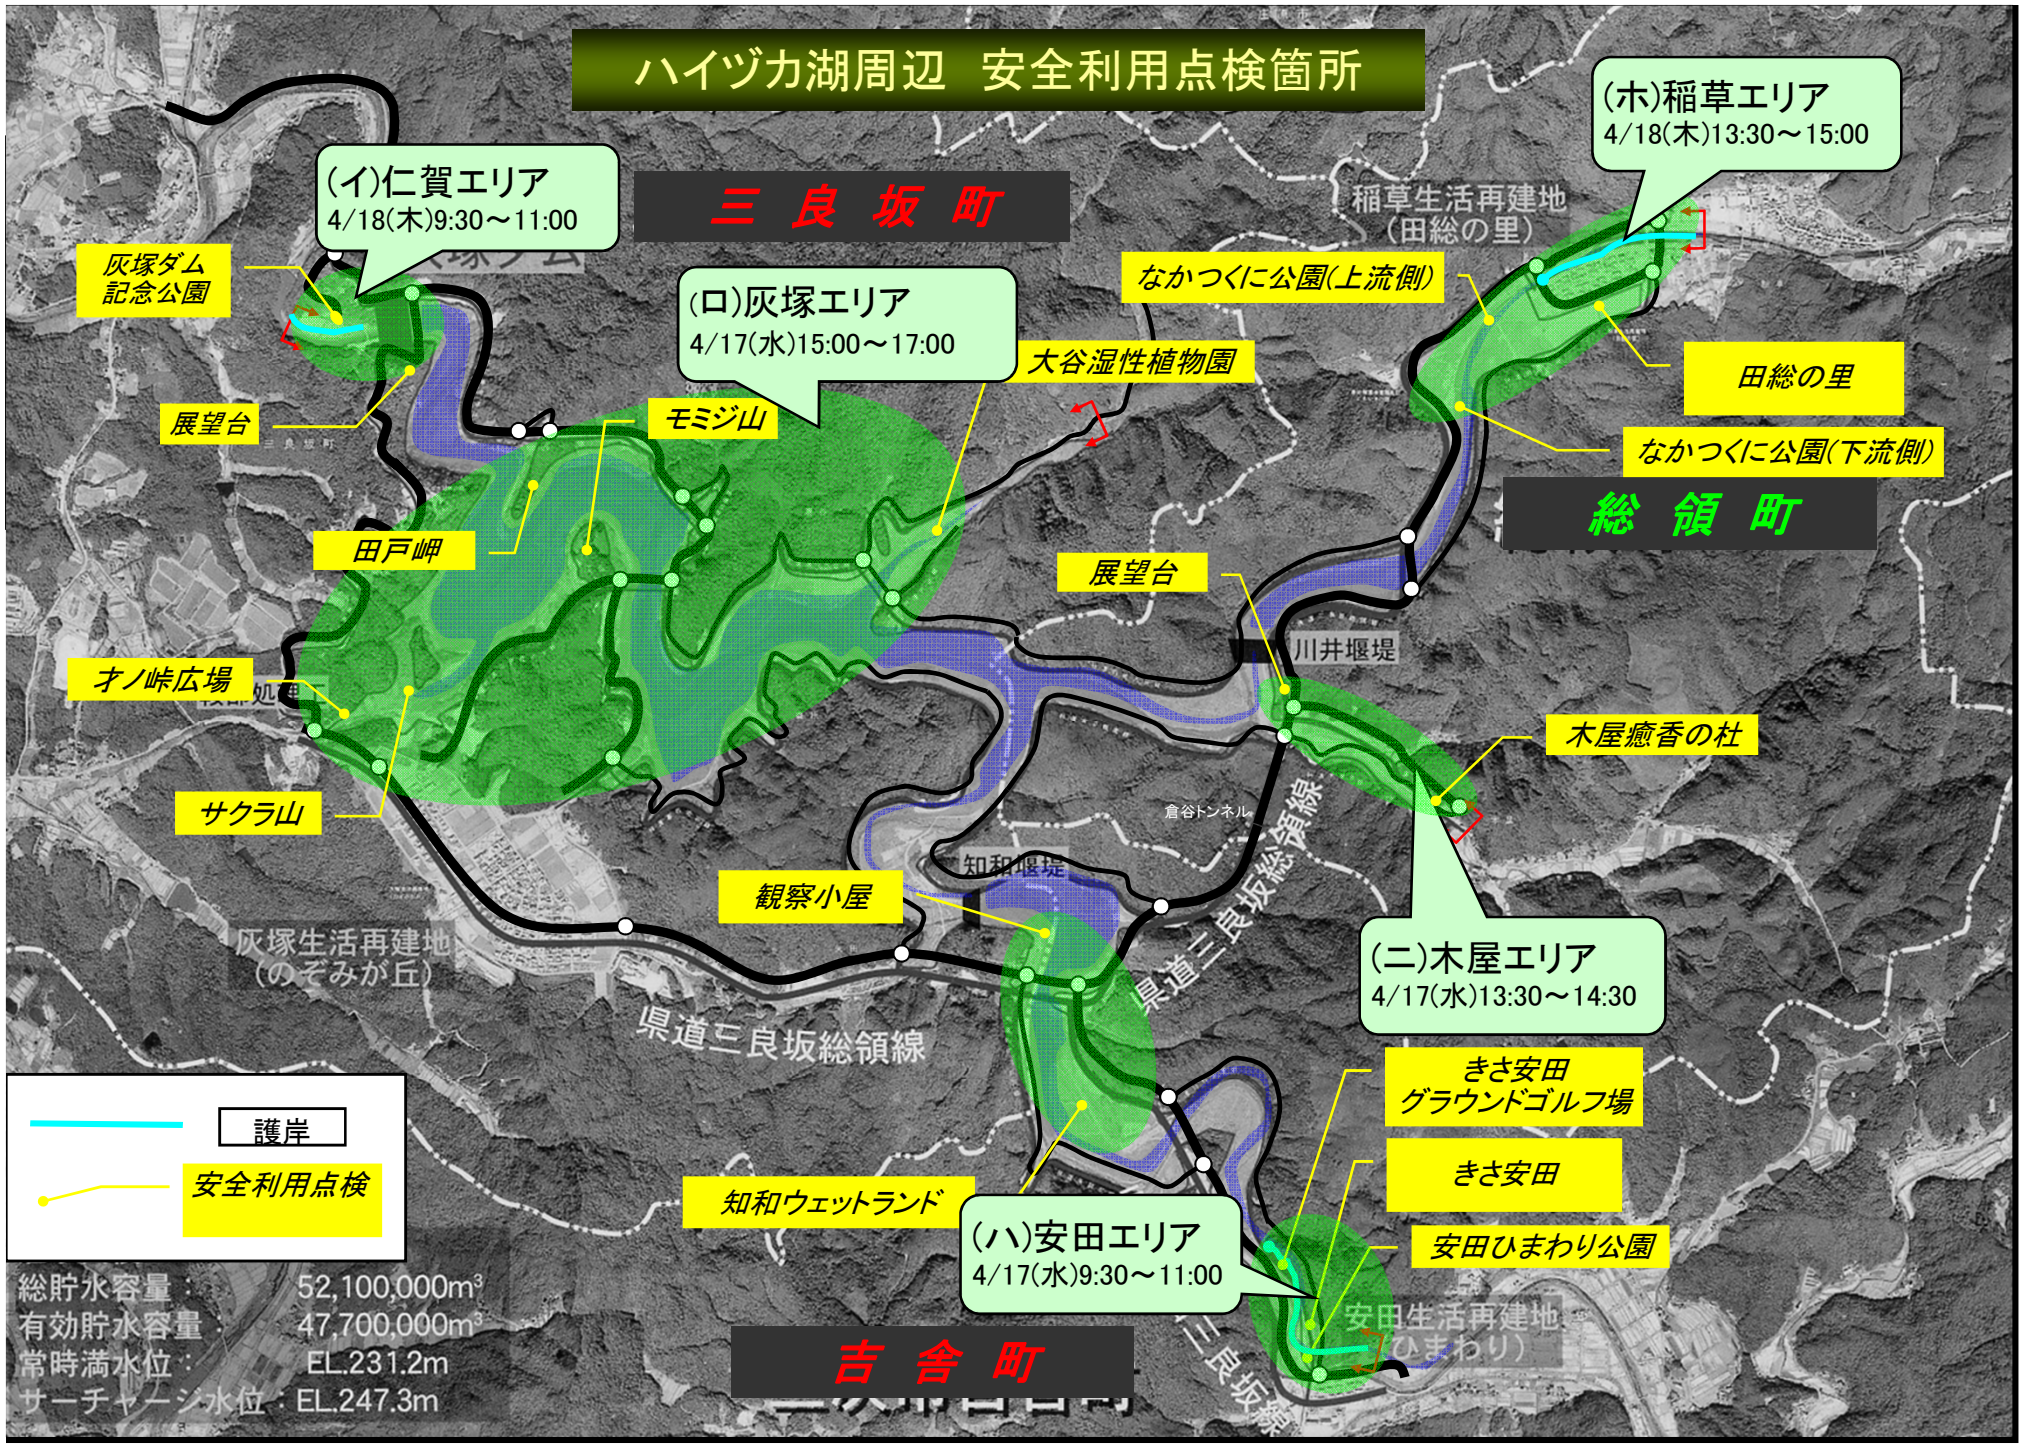 ハイヅカ湖周辺　安全利用点検箇所
(ホ)稲草エリア
4/18(木)13:30～15:00
(イ)仁賀エリア
4/18(木)9:30～11:00
三良坂町
稲草生活再建地
(田総の里)
灰塚ダム
記念公園
(ロ)灰塚エリア
4/17(水)15:00～17:00
なかつくに公園(上流側)
大谷湿性植物園
田総の里
展望台
モミジ山
なかつくに公園(下流側)
総領町
田戸岬
展望台
川井堰堤
才ノ峠広場
木屋癒香の杜
サクラ山
倉谷トンネル
県道三良坂総領線
知和堰堤
観察小屋
灰塚生活再建地
(のぞみが丘)
(ニ)木屋エリア
4/17(水)13:30～14:30
県道三良坂総領線
きさ安田
グラウンドゴルフ場
護岸
安全利用点検
きさ安田
知和ウェットランド
(ハ)安田エリア
4/17(水)9:30～11:00
安田ひまわり公園
安田生活再建地
(ひまわり)
吉舎町
三良坂線
総貯水容量： 52,100,000m³
有効貯水容量： 47,700,000m³
常時満水位： EL.231.2m
サーチャージ水位：EL.247.3m